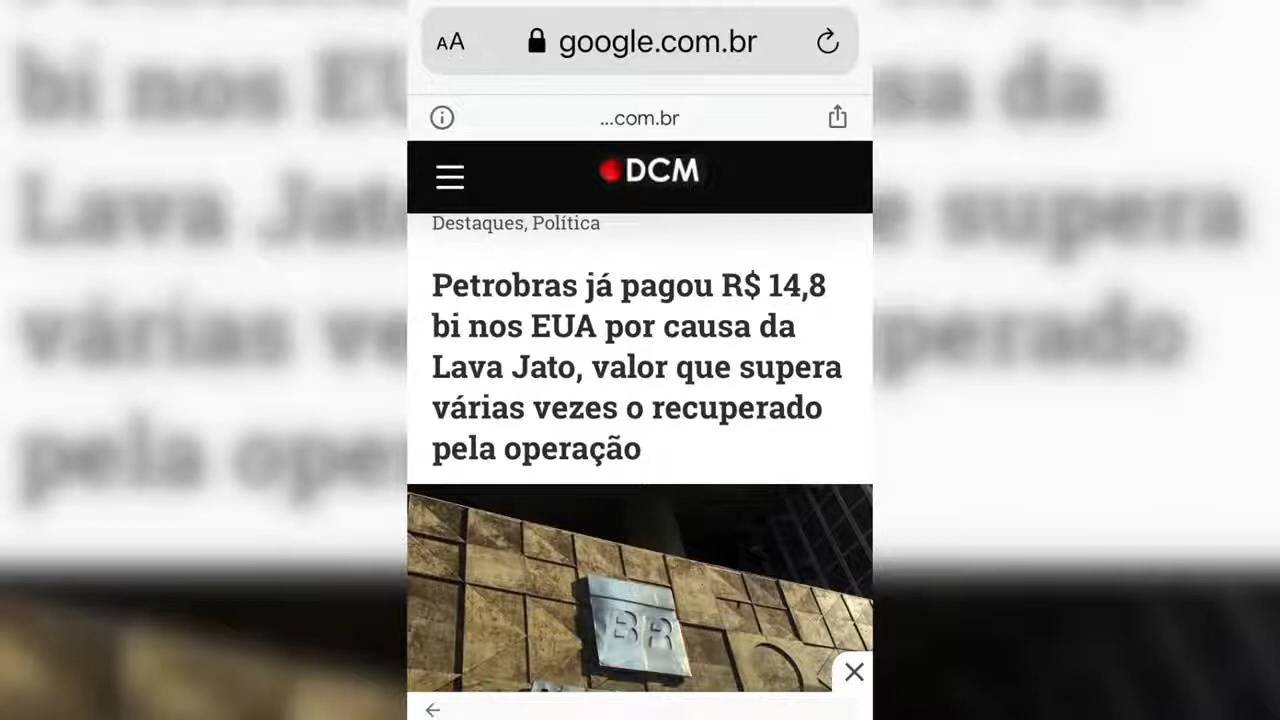 AA google.com.br
...com.br
DCM
Destaques, Política
Petrobras já pagou R$ 14,8
bi nos EUA por causa da
Lava Jato, valor que supera
várias vezes o recuperado
pela operação
BR